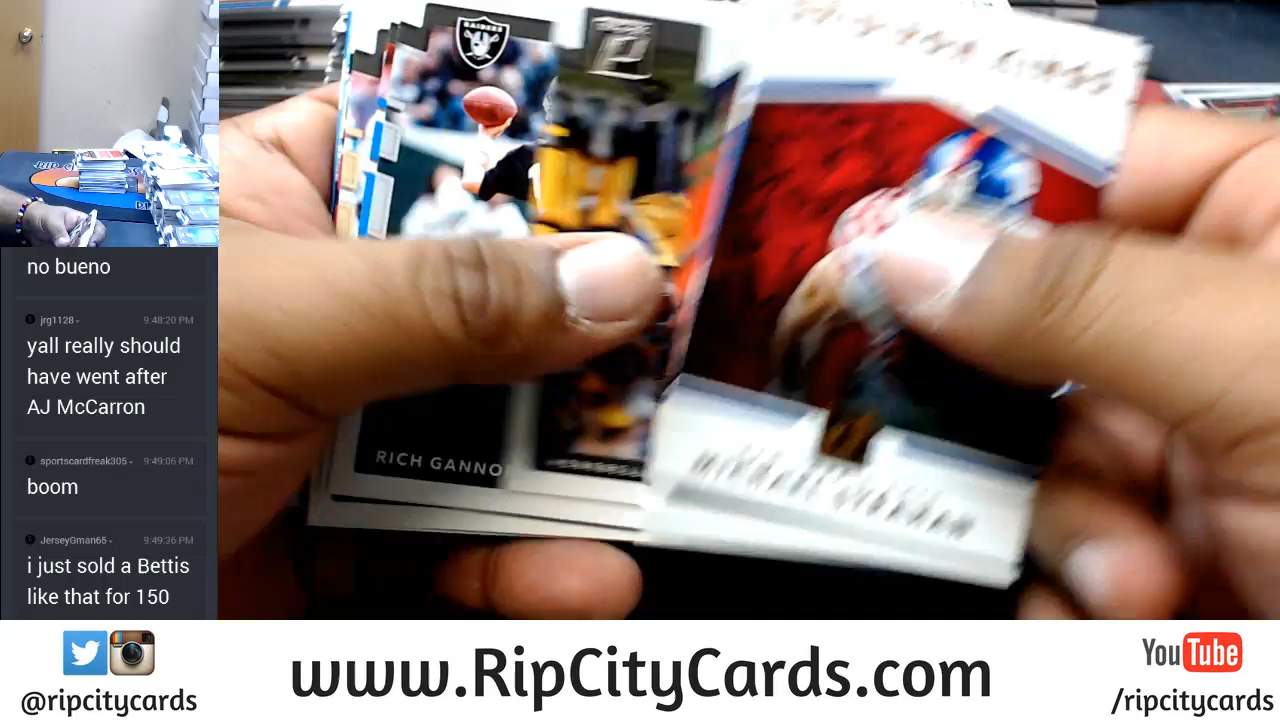 no bueno
jrg1128
9:48:20 PM
yall really should
have went after
AJ McCarron
sportscardfreak305
9:49:06 PM
boom
JerseyGman65
9:49:36 PM
i just sold a Bettis
like that for 150
RAIDERS
RICH GANNO
@ripcitycards
www.RipCityCards.com
YouTube
/ripcitycards